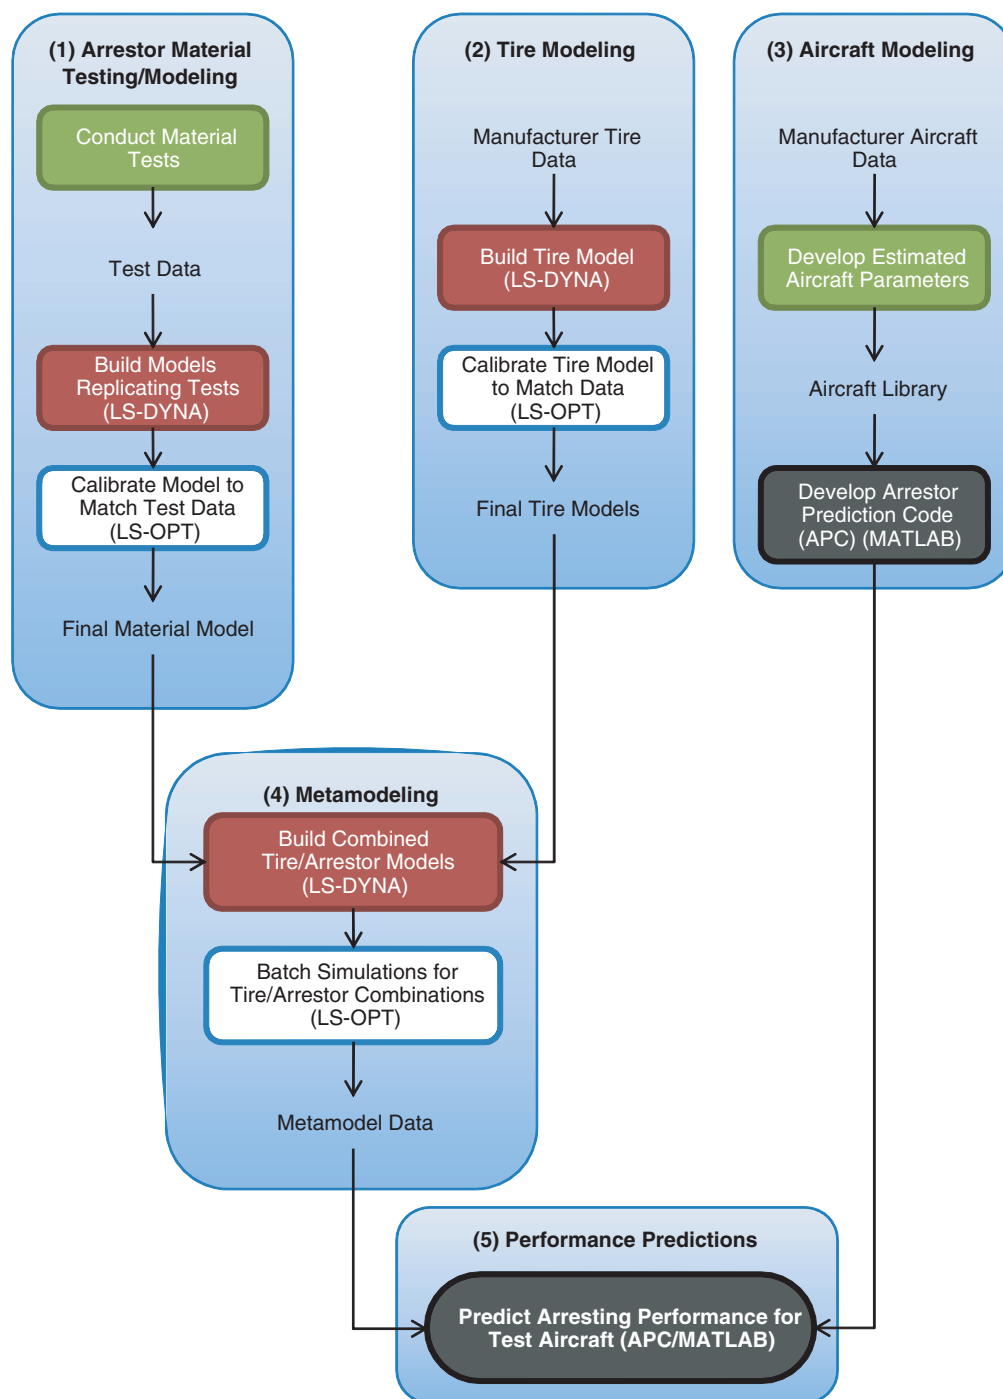 (1) Arrestor Material
Testing/Modeling
Conduct Material
Tests
Test Data
Build Models
Replicating Tests
(LS-DYNA)
Calibrate Model to
Match Test Data
(LS-OPT)
Final Material Model
(2) Tire Modeling
Manufacturer Tire
Data
Build Tire Model
(LS-DYNA)
Calibrate Tire Model
to Match Data
(LS-OPT)
Final Tire Models
(3) Aircraft Modeling
Manufacturer Aircraft
Data
Develop Estimated
Aircraft Parameters
Aircraft Library
Develop Arrestor
Prediction Code
(APC) (MATLAB)
(4) Metamodeling
Build Combined
Tire/Arrestor Models
(LS-DYNA)
Batch Simulations for
Tire/Arrestor Combinations
(LS-OPT)
Metamodel Data
(5) Performance Predictions
Predict Arresting Performance for
Test Aircraft (APC/MATLAB)